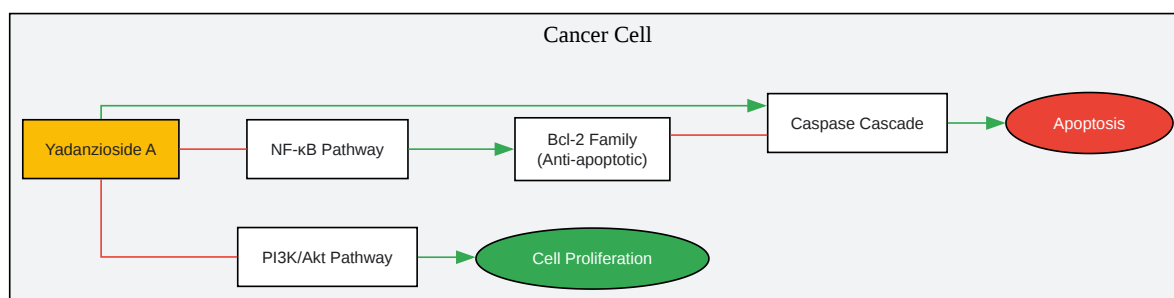 Cancer Cell
Yadanzioside A
NF-κB Pathway
Bcl-2 Family
(Anti-apoptotic)
Caspase Cascade
Apoptosis
PI3K/Akt Pathway
Cell Proliferation